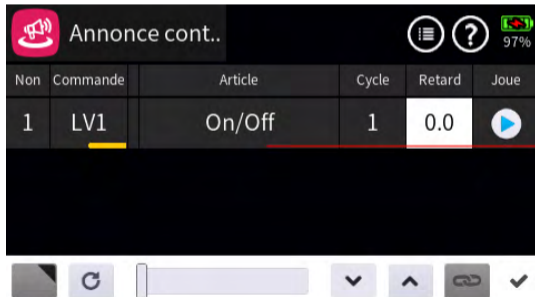 Annonce cont..
97%
Non Commande Article Cycle Retard Joue
1 LV1 On/Off 1 0.0